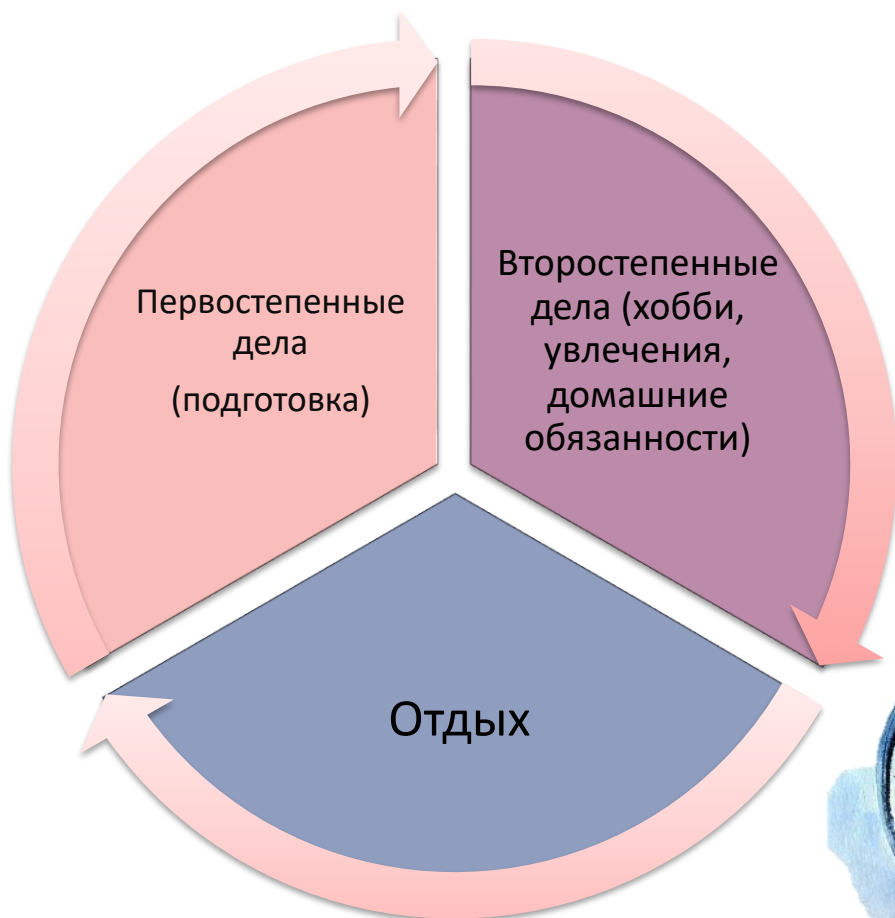 Первостепенные
дела
(подготовка)
Второстепенные
дела (хобби,
увлечения,
домашние
обязанности)
Отдых